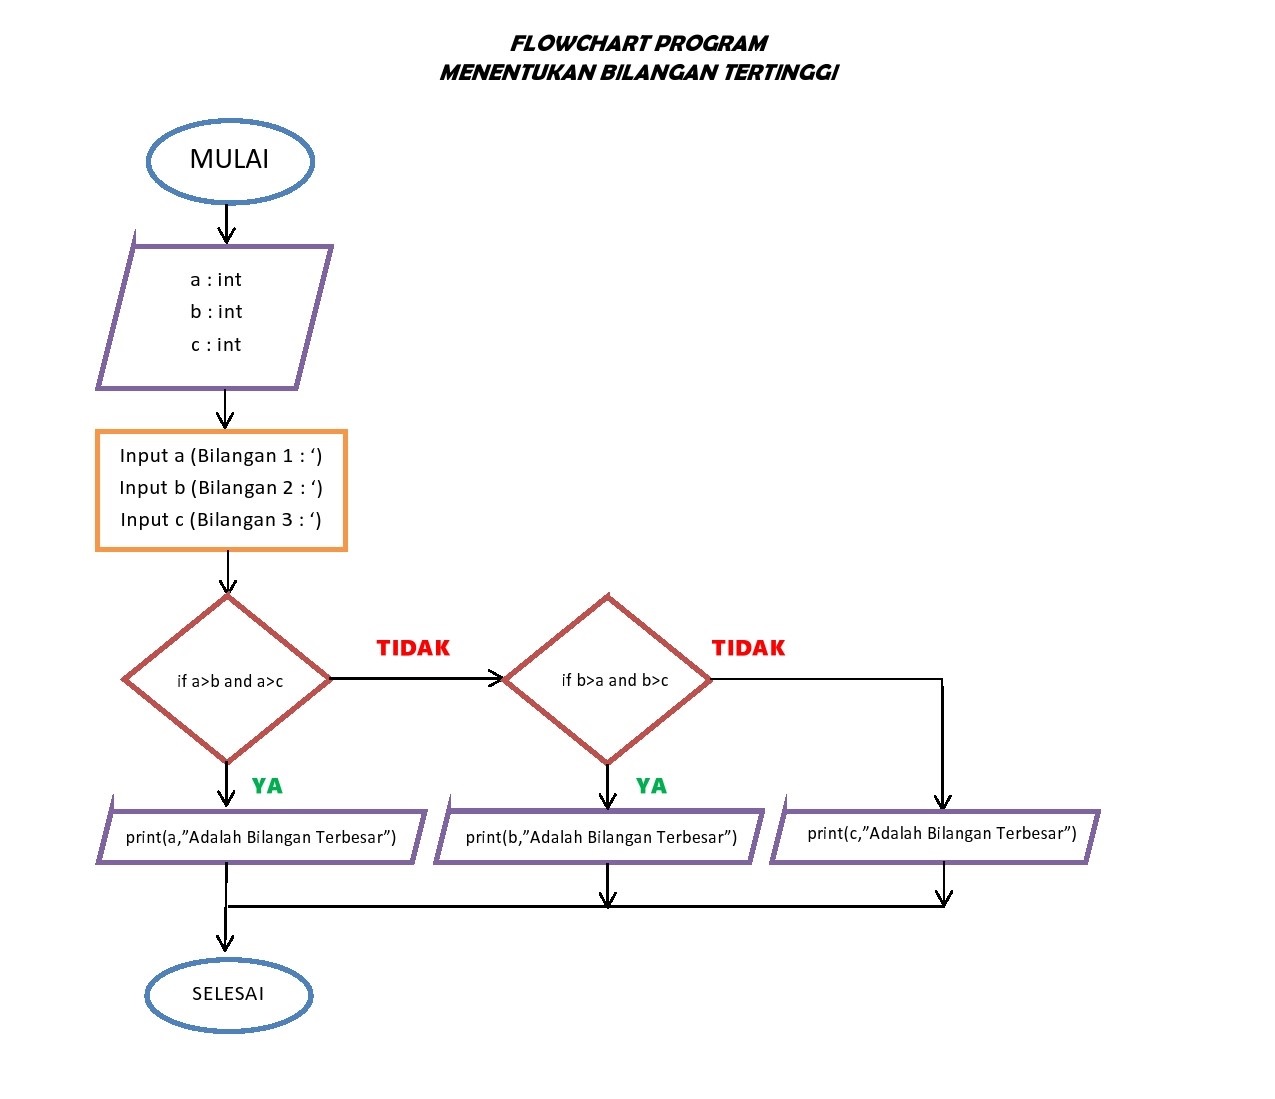 FLOWCHART PROGRAM
MENENTUKAN BILANGAN TERTINGGI
MULAI
a : int
b : int
c : int
Input a (Bilangan 1 : ‘)
Input b (Bilangan 2 : ‘)
Input c (Bilangan 3 : ‘)
if a>b and a>c
TIDAK
if b>a and b>c
TIDAK
YA
YA
print(a,”Adalah Bilangan Terbesar”)
print(b,”Adalah Bilangan Terbesar”)
print(c,”Adalah Bilangan Terbesar”)
SELESAI